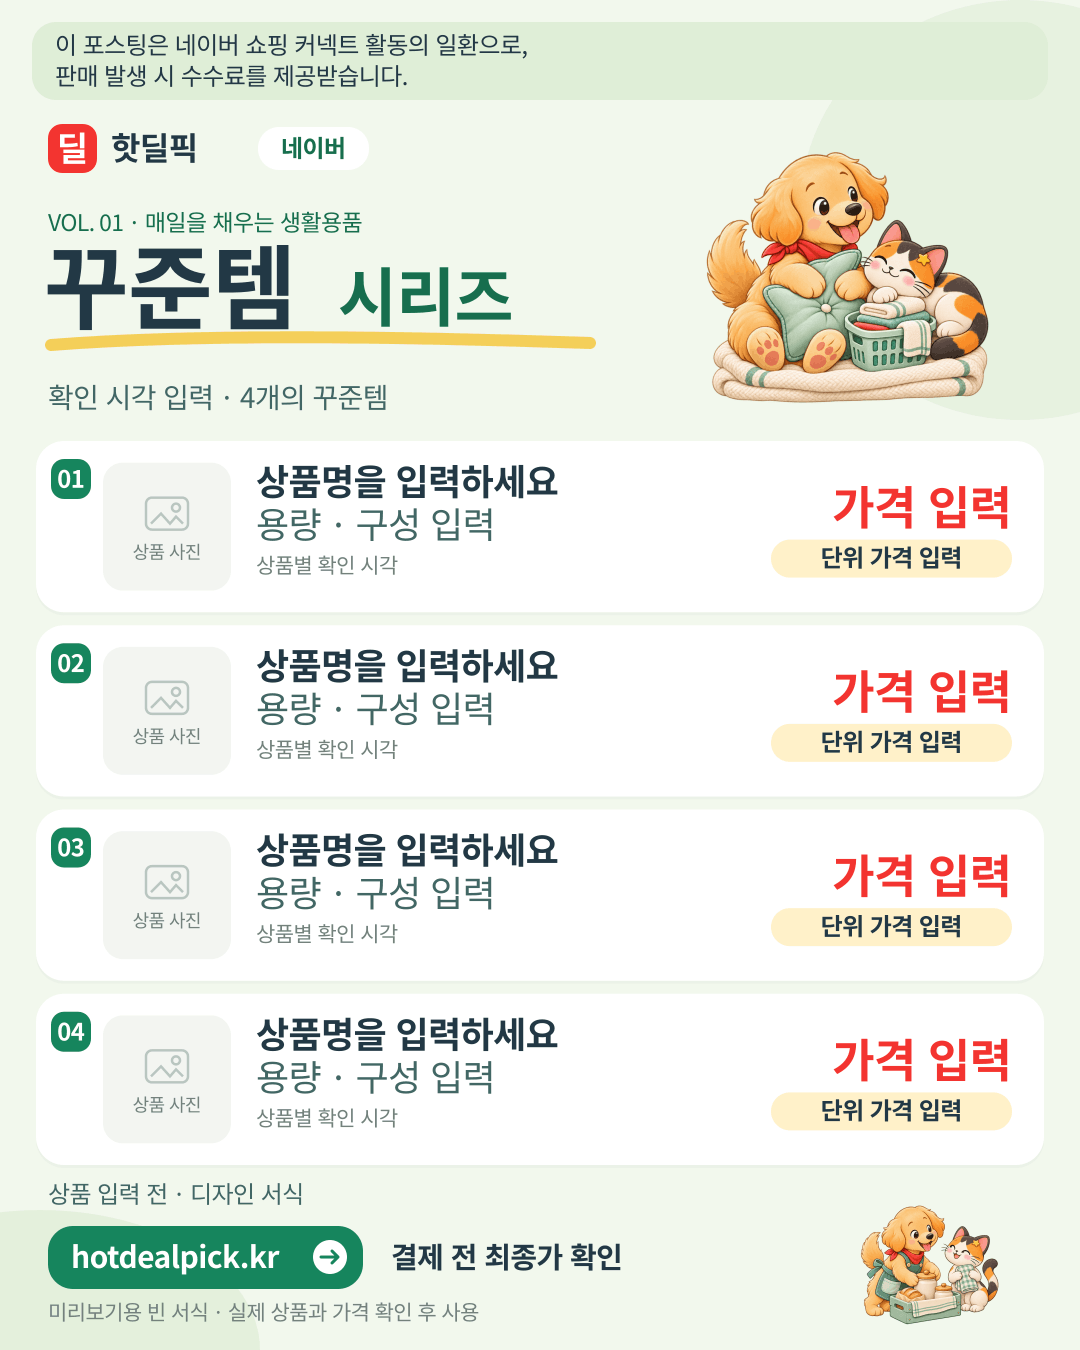 이 포스팅은 네이버 쇼핑 커넥트 활동의 일환으로,
판매 발생 시 수수료를 제공받습니다.
딜 핫딜픽 네이버
VOL. 01 · 매일을 채우는 생활용품
꾸준템 시리즈
확인 시각 입력 · 4개의 꾸준템
01
상품 사진
상품명을 입력하세요
용량 · 구성 입력
상품별 확인 시각
가격 입력
단위 가격 입력
02
상품 사진
상품명을 입력하세요
용량 · 구성 입력
상품별 확인 시각
가격 입력
단위 가격 입력
03
상품 사진
상품명을 입력하세요
용량 · 구성 입력
상품별 확인 시각
가격 입력
단위 가격 입력
04
상품 사진
상품명을 입력하세요
용량 · 구성 입력
상품별 확인 시각
가격 입력
단위 가격 입력
상품 입력 전 · 디자인 서식
hotdealpick.kr → 결제 전 최종가 확인
미리보기용 빈 서식 · 실제 상품과 가격 확인 후 사용